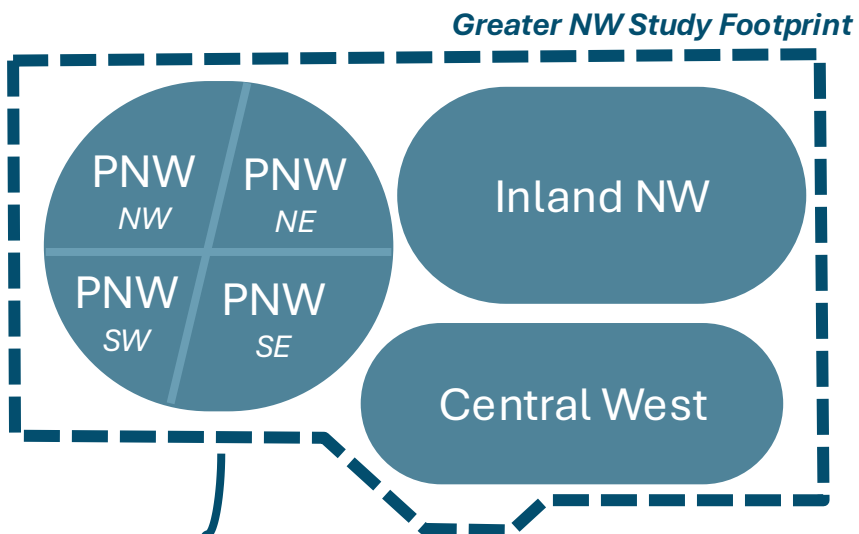 Greater NW Study Footprint
PNW
NW
PNW
NE
Inland NW
PNW
SW
PNW
SE
Central West